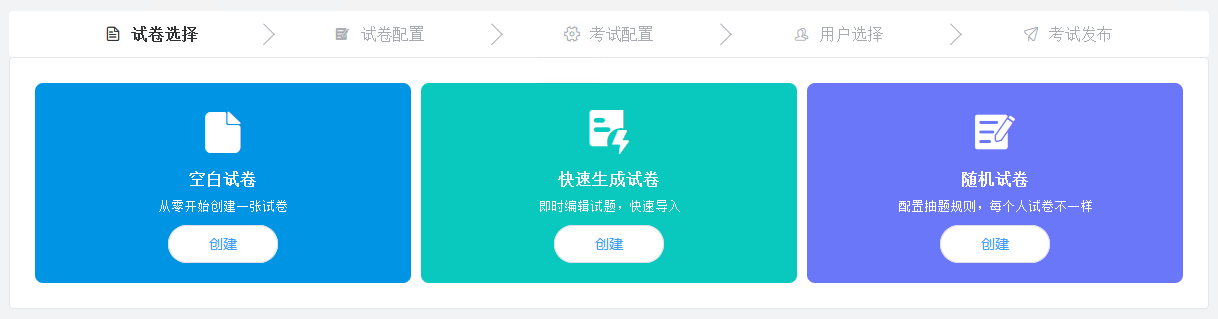 试卷选择
试卷配置
考试配置
用户选择
考试发布
空白试卷
从零开始创建一张试卷
创建
快速生成试卷
即时编辑试题，快速导入
创建
随机试卷
配置抽题规则，每个人试卷不一样
创建